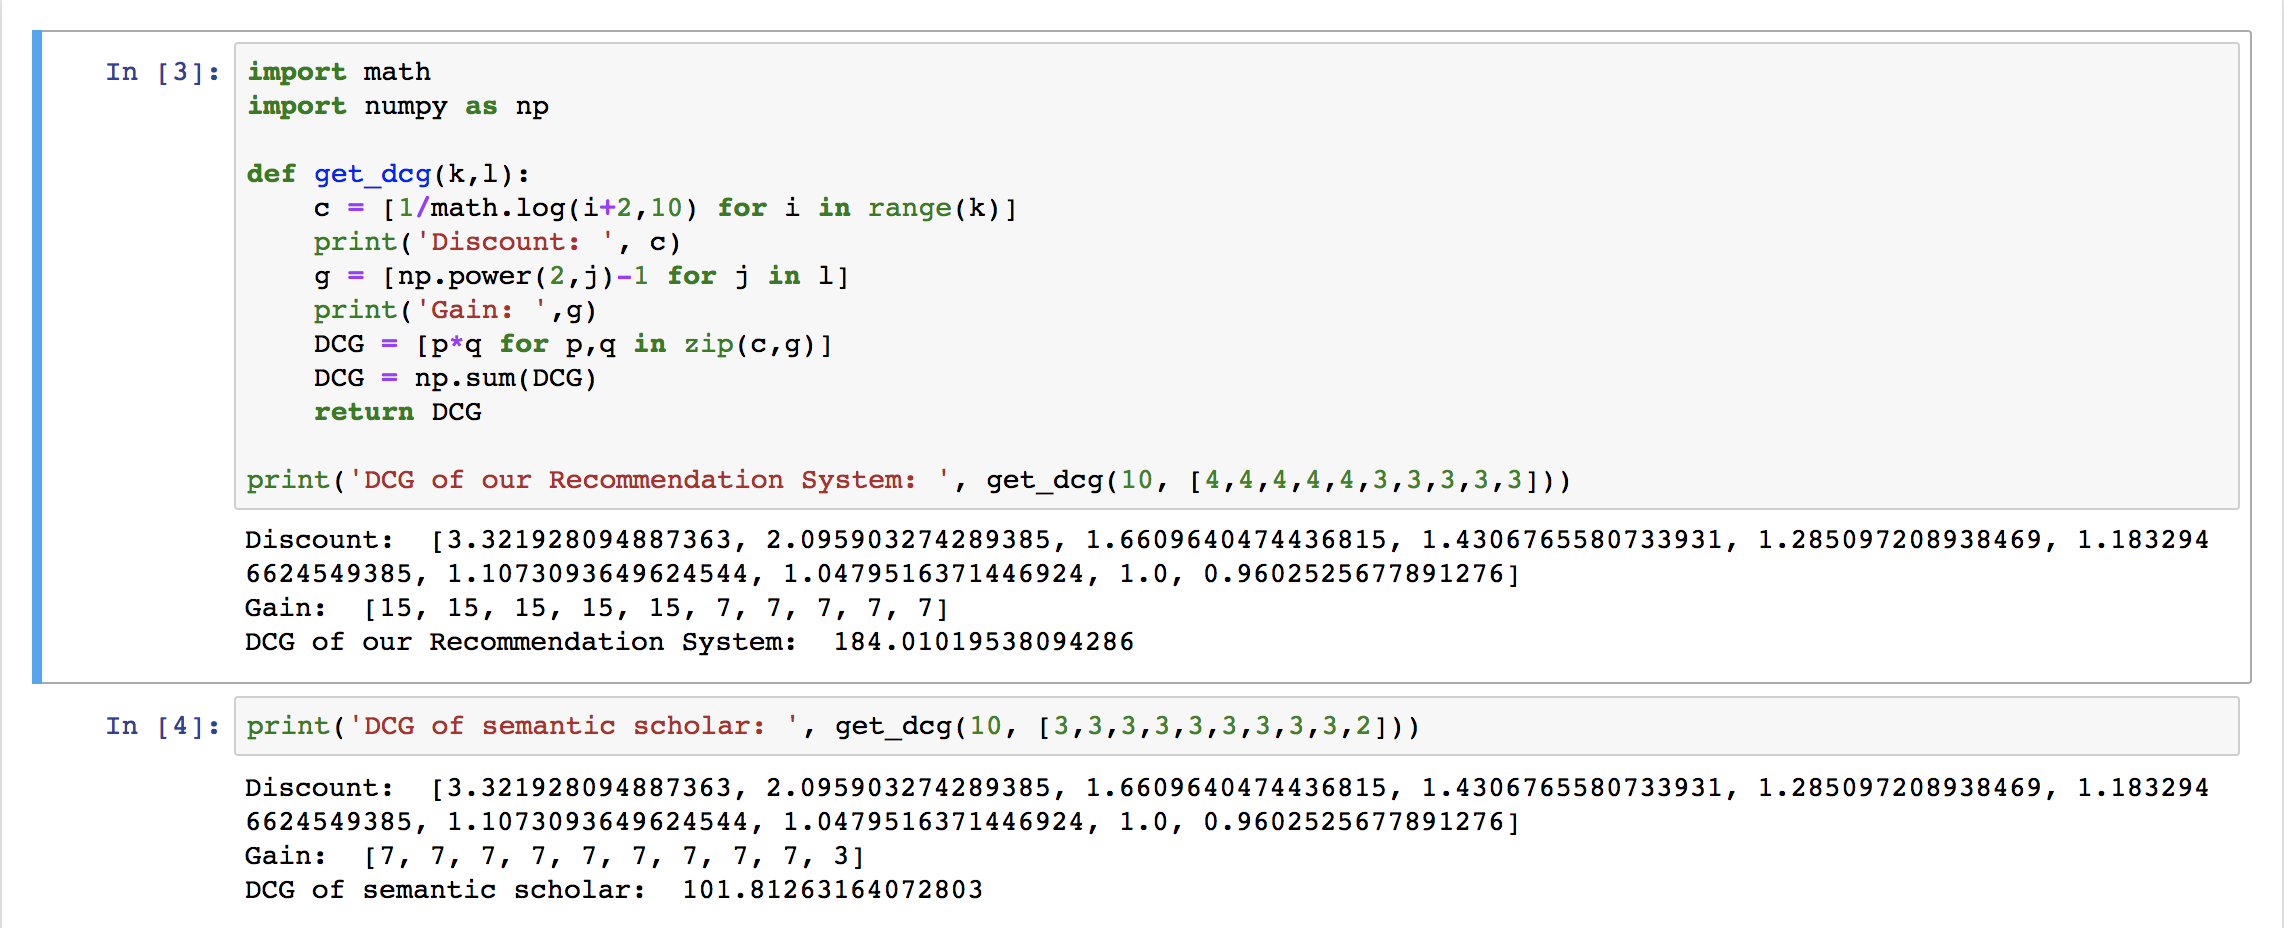 In [3]: import math
import numpy as np
def get_dcg(k,l):
c = [1/math.log(i+2,10) for i in range(k)]
print('Discount: ', c)
g = [np.power(2,j)-1 for j in l]
print('Gain: ',g)
DCG = [p*q for p,q in zip(c,g)]
DCG = np.sum(DCG)
return DCG
print('DCG of our Recommendation System: ', get_dcg(10, [4,4,4,4,4,3,3,3,3,3]))
Discount:  [3.321928094887363, 2.095903274289385, 1.6609640474436815, 1.4306765580733931, 1.285097208938469, 1.183294
6624549385, 1.1073093649624544, 1.0479516371446924, 1.0, 0.9602525677891276]
Gain:  [15, 15, 15, 15, 15, 7, 7, 7, 7, 7]
DCG of our Recommendation System:  184.01019538094286
In [4]: print('DCG of semantic scholar: ', get_dcg(10, [3,3,3,3,3,3,3,3,3,2]))
Discount:  [3.321928094887363, 2.095903274289385, 1.6609640474436815, 1.4306765580733931, 1.285097208938469, 1.183294
6624549385, 1.1073093649624544, 1.0479516371446924, 1.0, 0.9602525677891276]
Gain:  [7, 7, 7, 7, 7, 7, 7, 7, 7, 3]
DCG of semantic scholar:  101.81263164072803